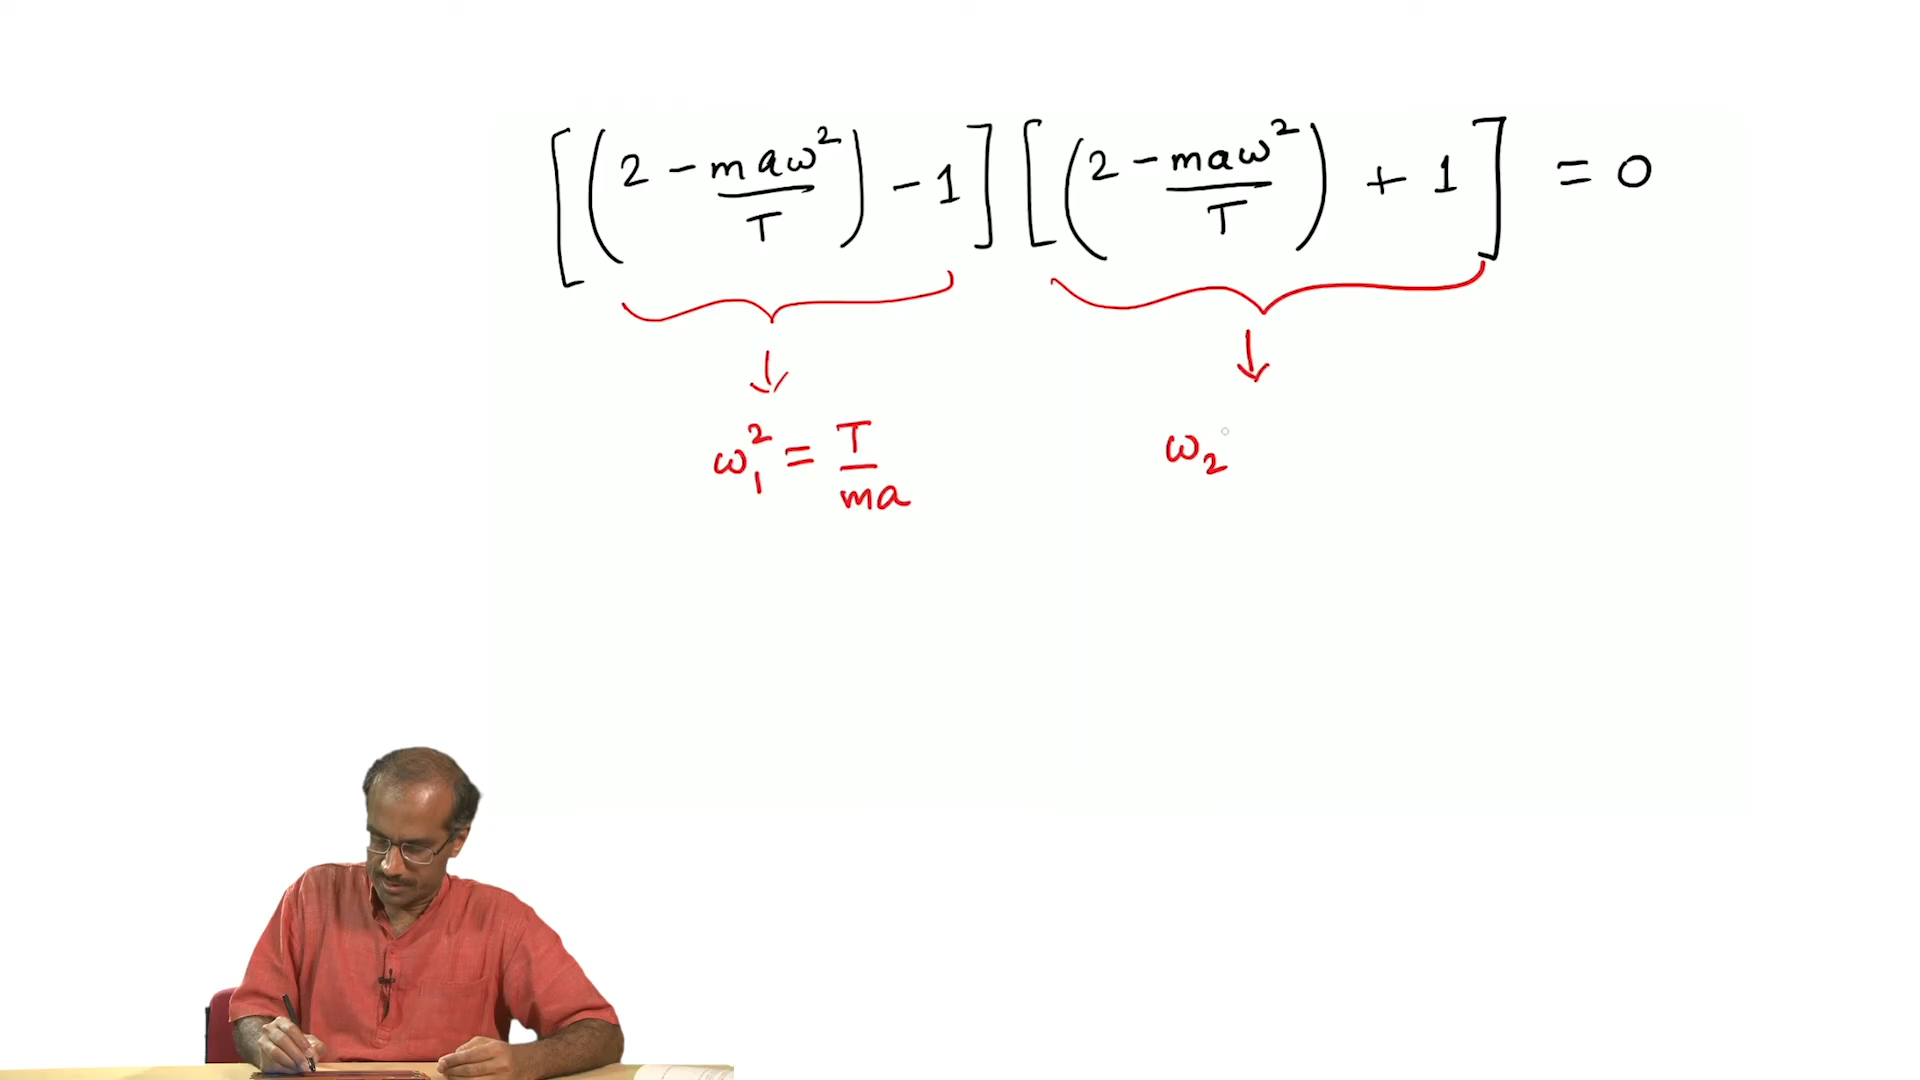 [(2 - maω²/T) - 1] [(2 - maω²/T) + 1] = 0
ω₁² = T/ma
ω₂